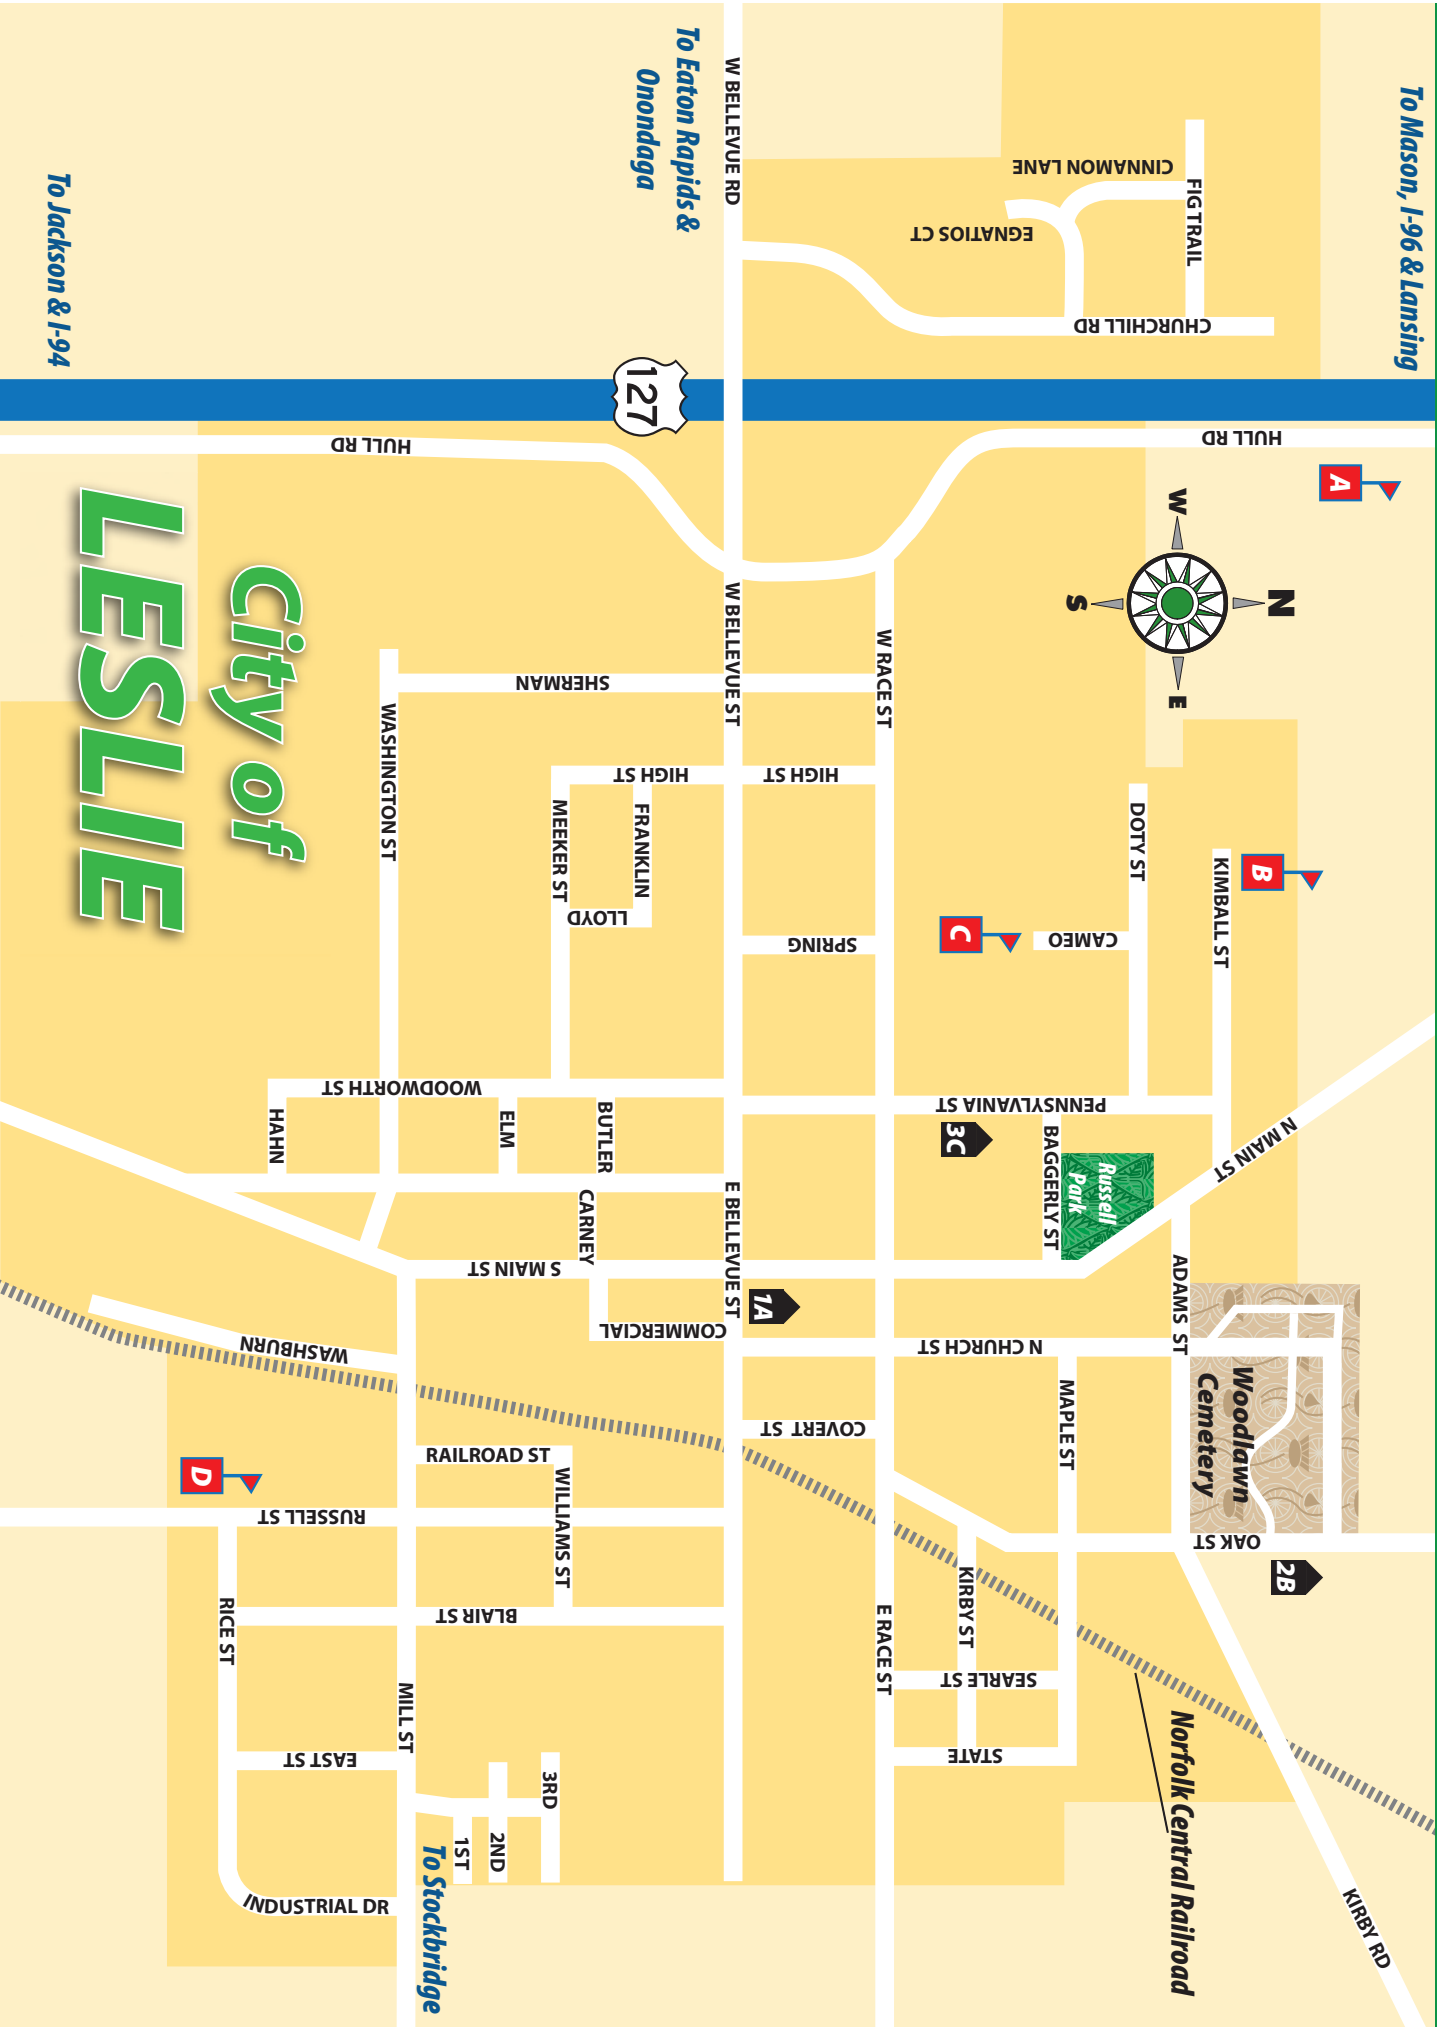 To Mason, I-96 & Lansing
FIG TRAIL
CINNAMON LANE
EGNATIOS CT
CHURCHILL RD
W BELLEVUE RD
To Eaton Rapids &
Onondaga
To Jackson & I-94
127
HULL RD
HULL RD
A
N
W
E
S
City of
LESLIE
W BELLEVUE ST
W RACE ST
SHERMAN
WASHINGTON ST
HIGH ST
HIGH ST
MEEKER ST
FRANKLIN
LLOYD
SPRING
DOTY ST
KIMBALL ST
B
C
CAMEO
PENNSYLVANIA ST
3C
BAGGERLY ST
Russell
Park
N MAIN ST
WOODWORTH ST
HAHN
ELM
BUTLER
CARNEY
E BELLEVUE ST
S MAIN ST
COMMERCIAL
1A
ADAMS ST
N CHURCH ST
Woodlawn
Cemetery
MAPLE ST
COVERT ST
WASHBURN
RAILROAD ST
WILLIAMS ST
D
RUSSELL ST
OAK ST
2B
KIRBY ST
E RACE ST
SEARLE ST
STATE
BLAIR ST
RICE ST
MILL ST
EAST ST
3RD
2ND
1ST
INDUSTRIAL DR
To Stockbridge
Norfolk Central Railroad
KIRBY RD